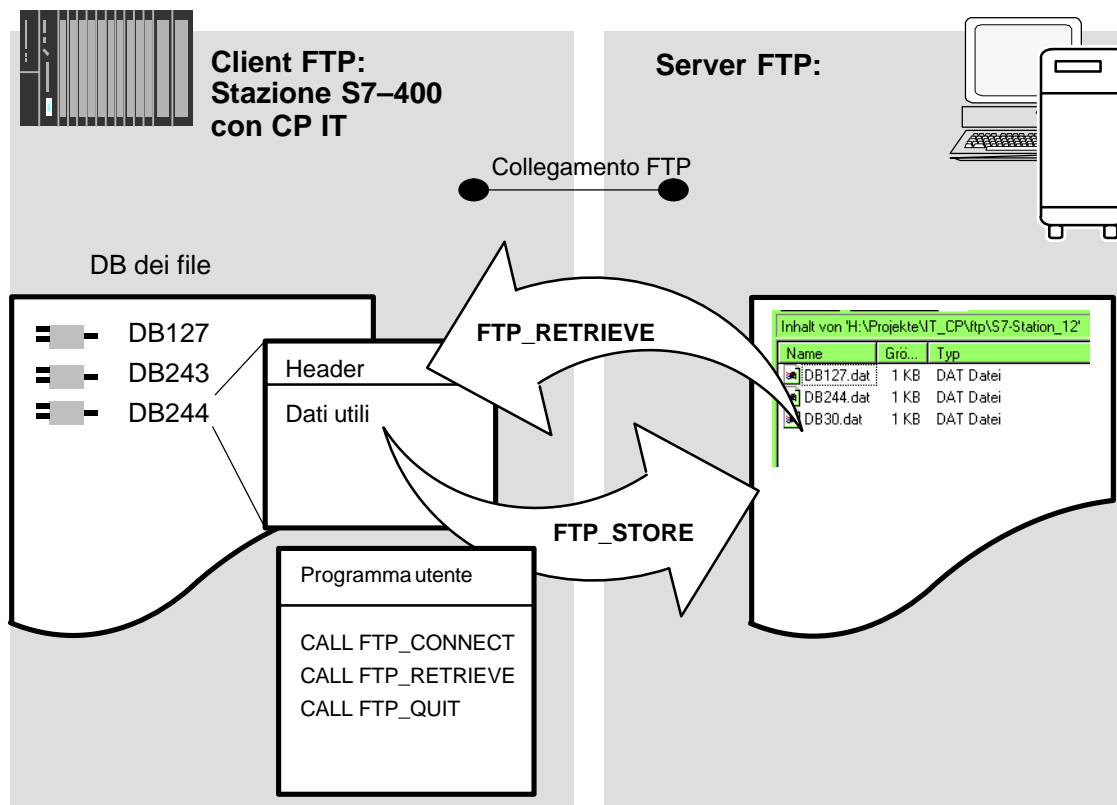 Client FTP:
Stazione S7–400
con CP IT
Server FTP:
Collegamento FTP
DB dei file
DB127
DB243
DB244
Header
Dati utili
FTP_RETRIEVE
FTP_STORE
Inhalt von 'H:\Projekte\IT_CP\ftp\S7-Station_12'
Name Grö... Typ
DB127.dat 1 KB DAT Datei
DB244.dat 1 KB DAT Datei
DB30.dat 1 KB DAT Datei
Programma utente
CALL FTP_CONNECT
CALL FTP_RETRIEVE
CALL FTP_QUIT